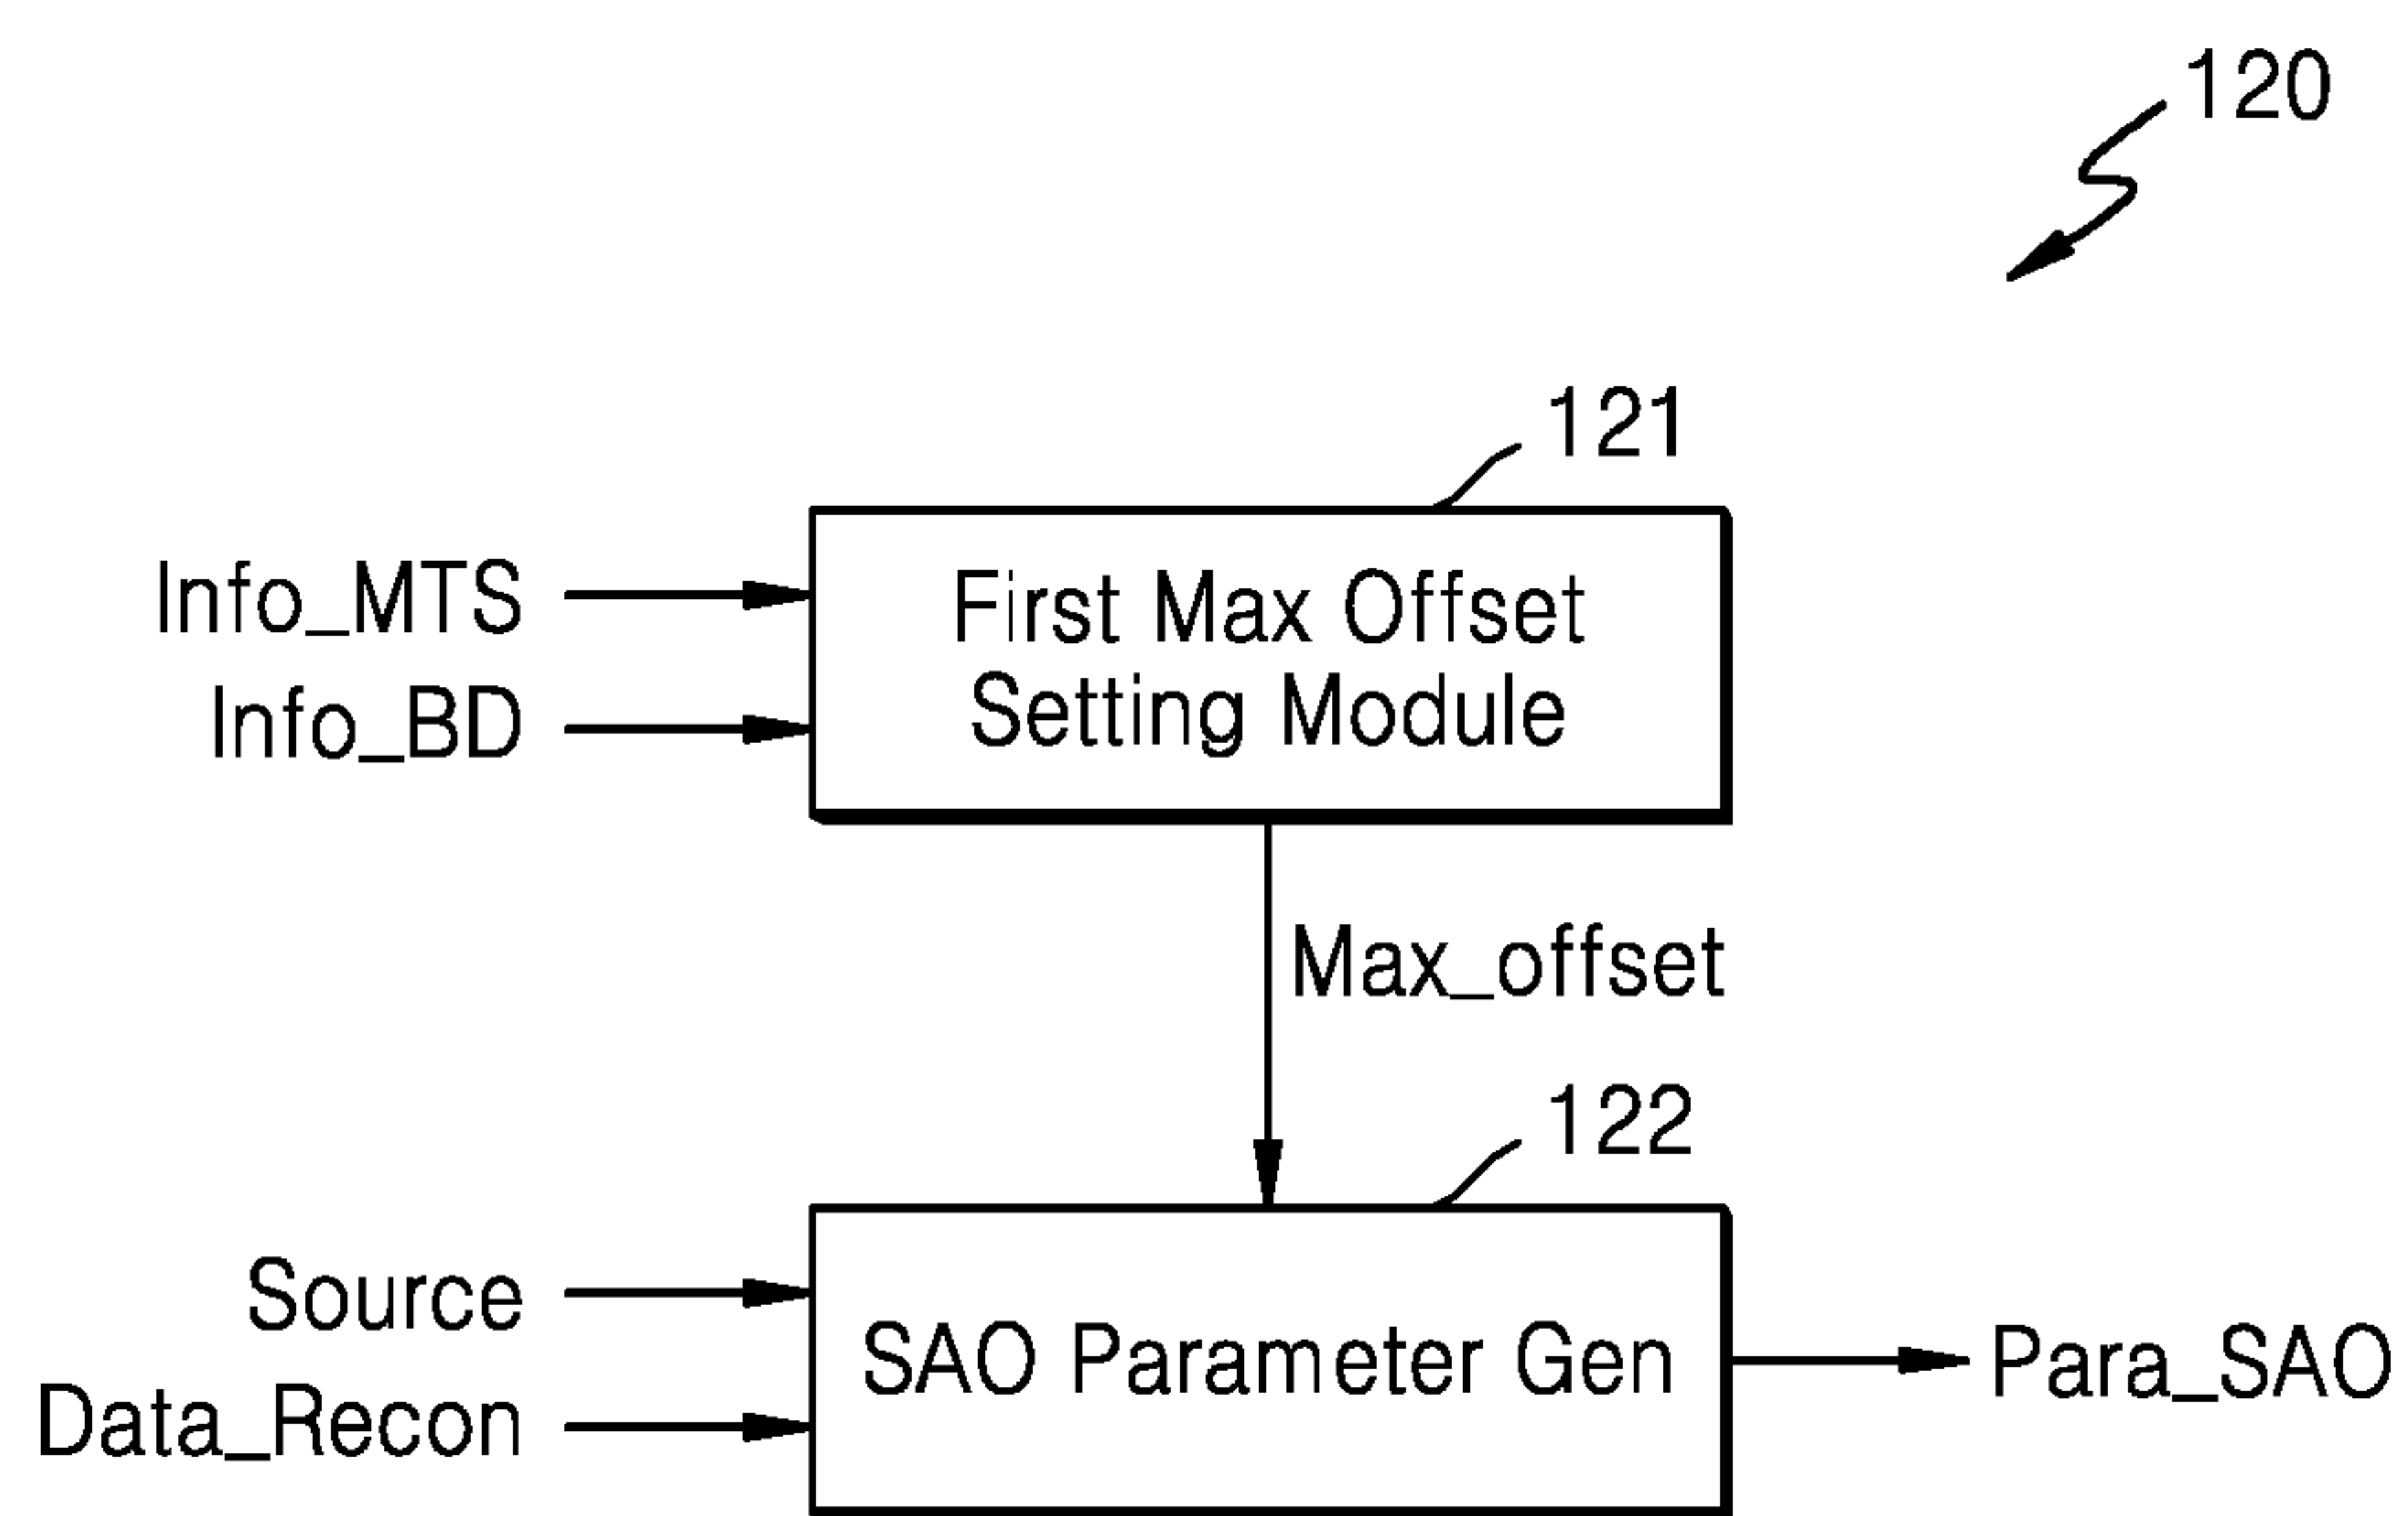 120
121
Info_MTS
Info_BD
First Max Offset
Setting Module
Max_offset
122
Source
Data_Recon
SAO Parameter Gen
Para_SAO